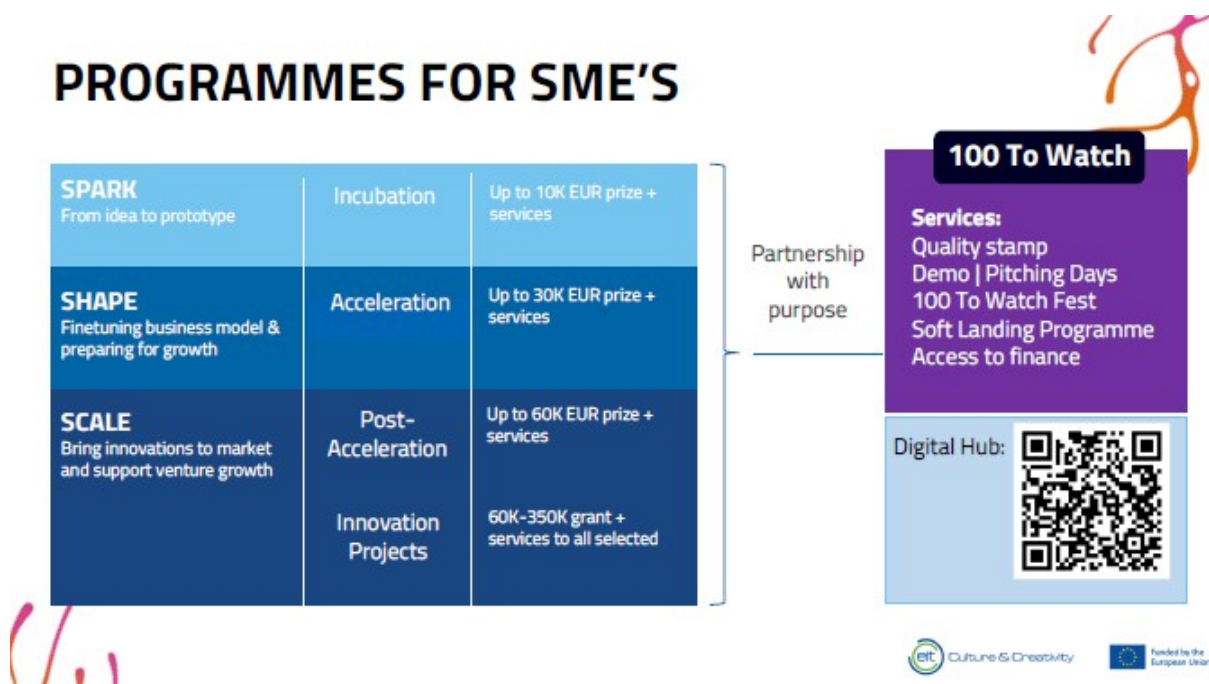 PROGRAMMES FOR SME'S
SPARK
From idea to prototype
Incubation
Up to 10K EUR prize +
services
SHAPE
Finetuning business model &
preparing for growth
Acceleration
Up to 30K EUR prize +
services
SCALE
Bring innovations to market
and support venture growth
Post-
Acceleration
Up to 60K EUR prize +
services
Innovation
Projects
60K-350K grant +
services to all selected
Partnership
with
purpose
100 To Watch
Services:
Quality stamp
Demo | Pitching Days
100 To Watch Fest
Soft Landing Programme
Access to finance
Digital Hub:
eit Culture & Creativity
Funded by the
European Union